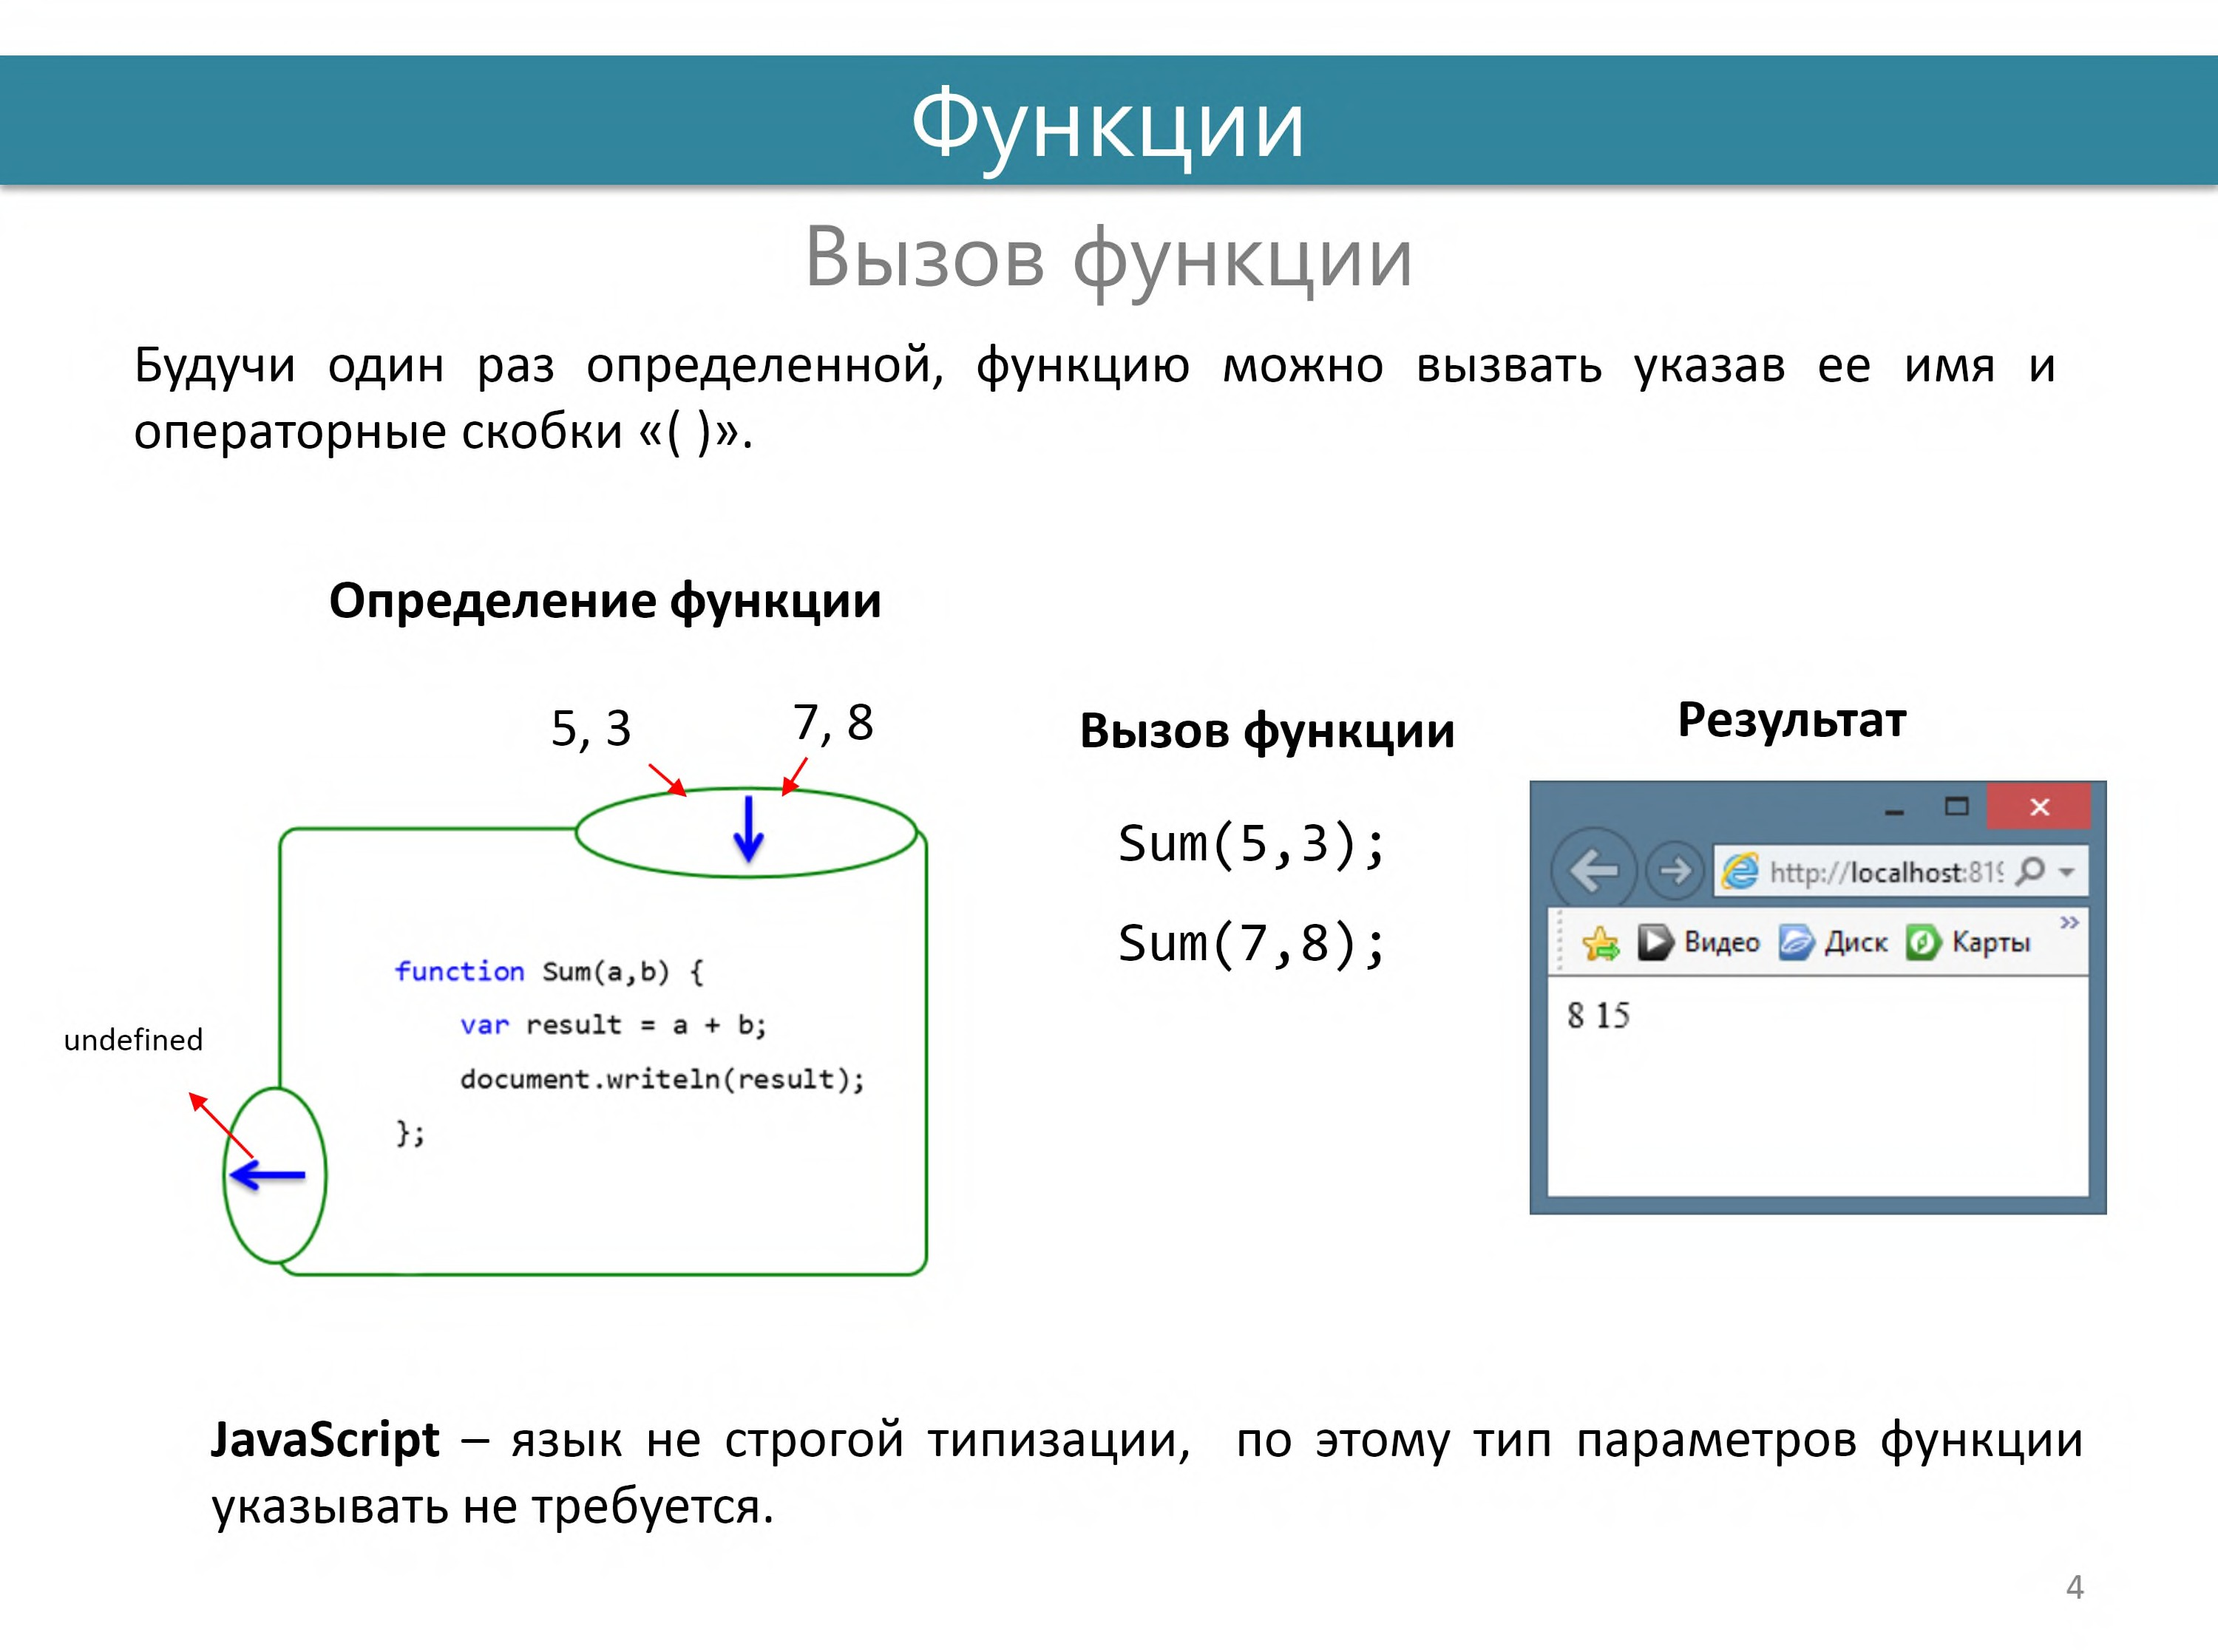 Функции
Вызов функции
Будучи один раз определенной, функцию можно вызвать указав ее имя и
операторные скобки «( )».
Определение функции
5, 3
7, 8
function Sum(a,b) {
var result = a + b;
document.writeln(result);
};
undefined
Вызов функции
Sum(5,3);
Sum(7,8);
Результат
http://localhost:819
Видео Диск Карты
8 15
JavaScript – язык не строгой типизации, по этому тип параметров функции
указывать не требуется.
4